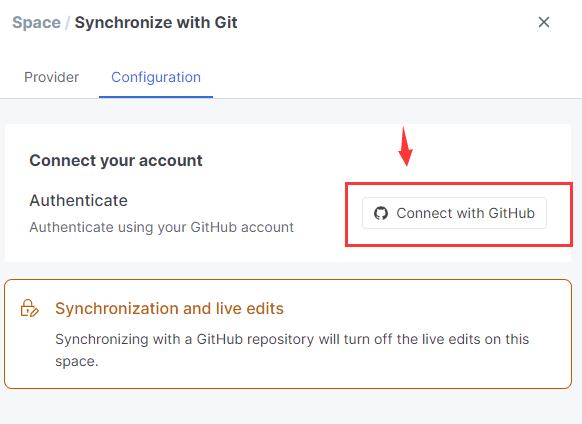 Space / Synchronize with Git
Provider Configuration
Connect your account
Authenticate
Authenticate using your GitHub account
Connect with GitHub
Synchronization and live edits
Synchronizing with a GitHub repository will turn off the live edits on this
space.